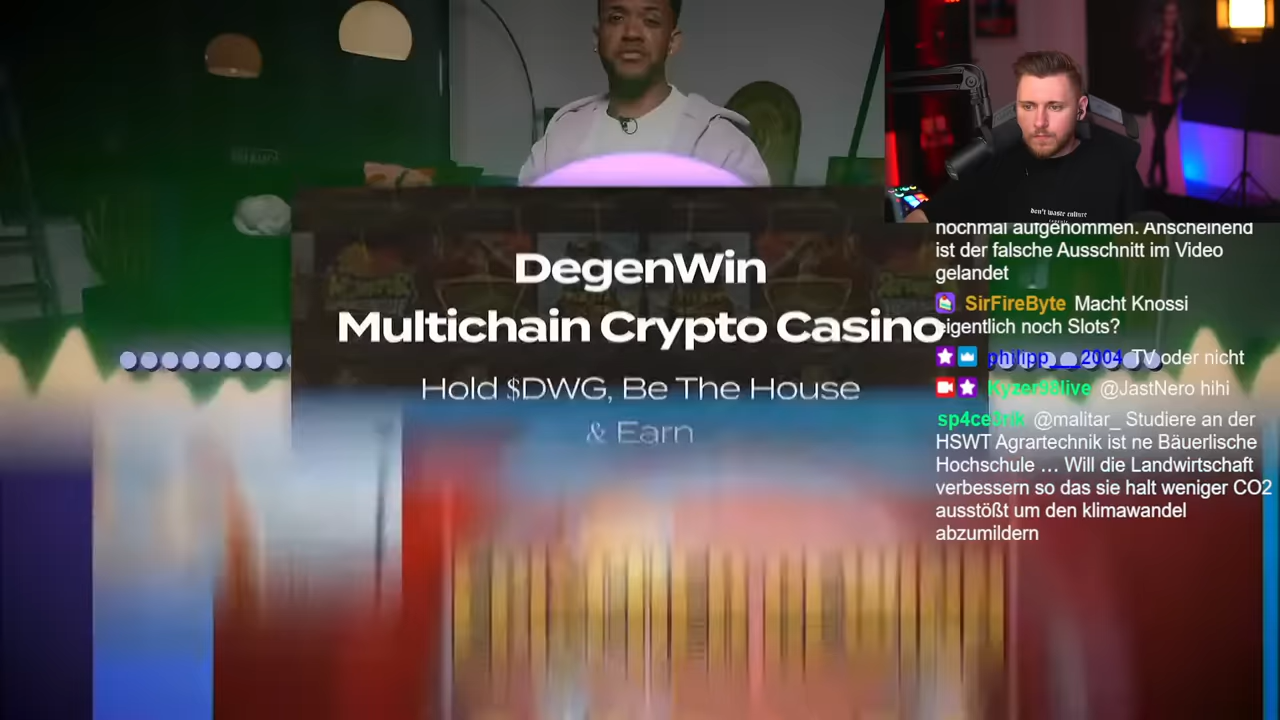 DegenWin
Multichain Crypto Casino
Hold $DWG, Be The House
& Earn
don't waste culture
nochmal aufgenommen. Anscheinend
ist der falsche Ausschnitt im Video
gelandet
SirFireByte Macht Knossi
eigentlich noch Slots?
philipp___2004 TV oder nicht
Kyzer98live @JastNero hihi
@malitar_ Studiere an der
HSWT Agrartechnik ist ne Bäuerlische
Hochschule … Will die Landwirtschaft
verbessern so das sie halt weniger CO2
ausstößt um den klimawandel
abzumildern